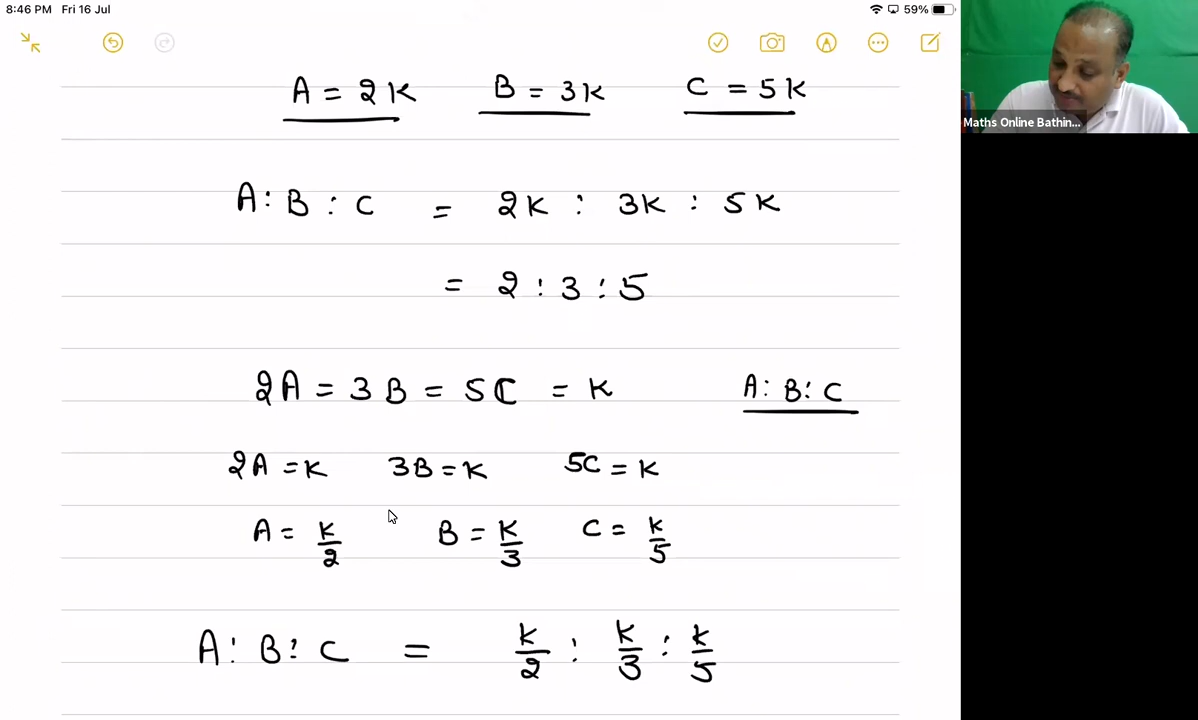 8:46 PM Fri 16 Jul 59%
A = 2K B = 3K C = 5K
Maths Online Bathin...
A : B : C = 2K : 3K : 5K
= 2 : 3 : 5
2A = 3B = 5C = K A : B : C
2A = K 3B = K 5C = K
A = K/2 B = K/3 C = K/5
A : B : C = K/2 : K/3 : K/5